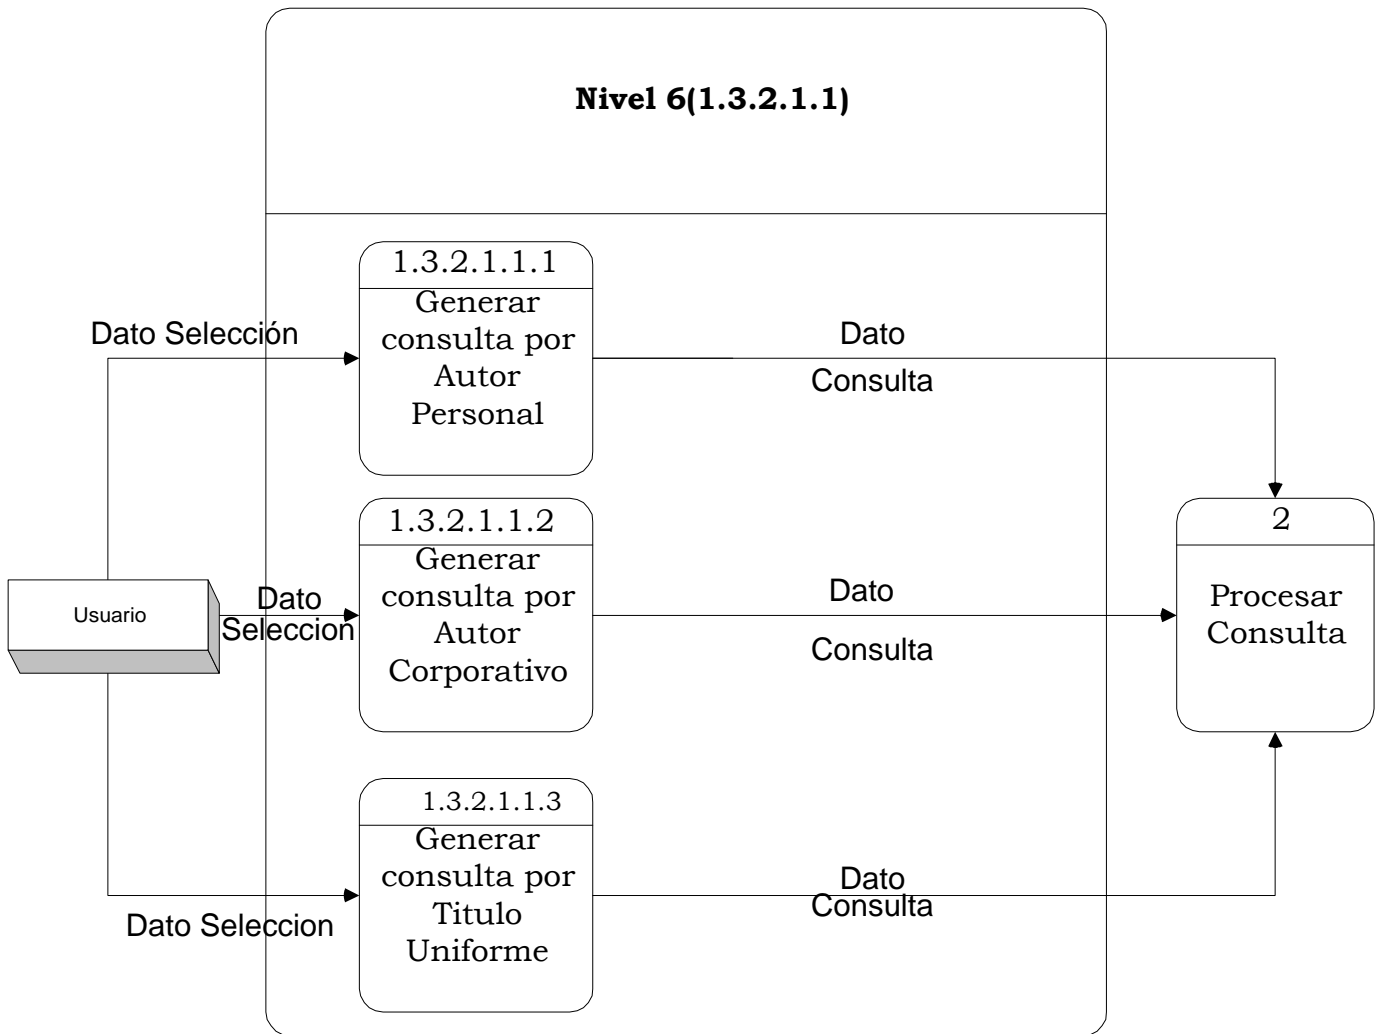 Nivel 6(1.3.2.1.1)
1.3.2.1.1.1
Generar
consulta por
Autor
Personal
Dato Selección
Dato
Consulta
1.3.2.1.1.2
Generar
consulta por
Autor
Corporativo
Usuario
Dato
Seleccion
Dato
Consulta
2
Procesar
Consulta
1.3.2.1.1.3
Generar
consulta por
Titulo
Uniforme
Dato Seleccion
Dato
Consulta